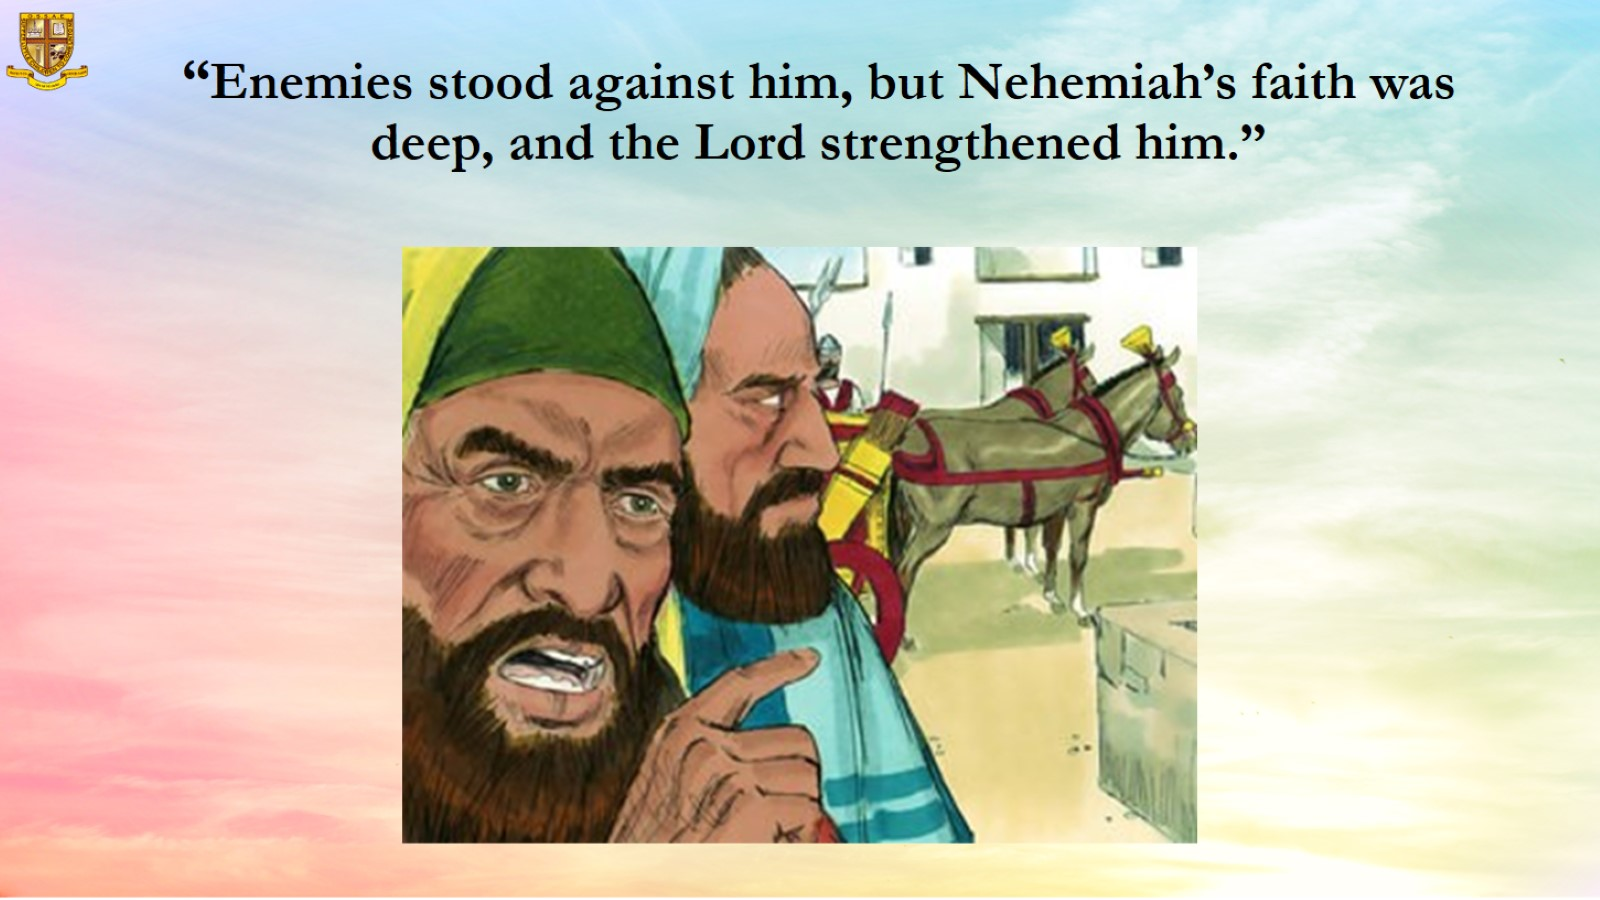 “Enemies stood against him, but Nehemiah’s faith was
deep, and the Lord strengthened him.”